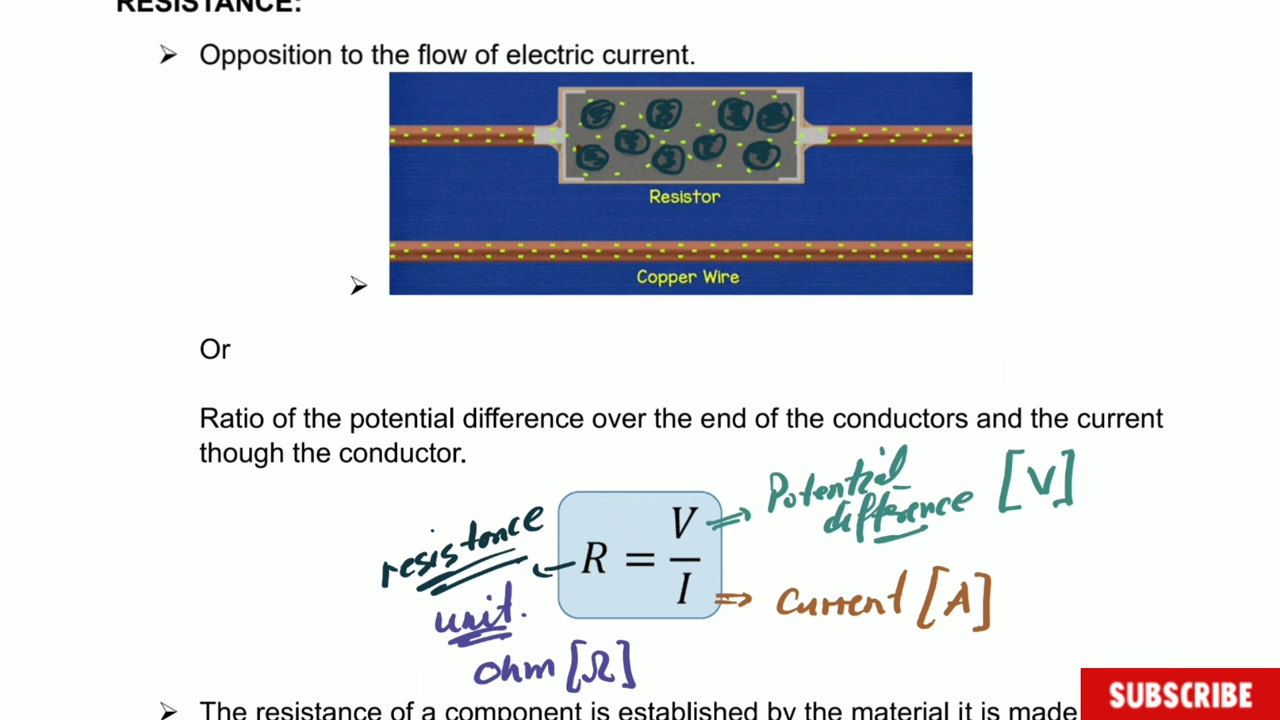 RESISTANCE:
➢ Opposition to the flow of electric current.
Resistor
➢
Copper Wire
Or
Ratio of the potential difference over the end of the conductors and the current
though the conductor.
Potential
difference [V]
resistance
R = V / I
Current [A]
unit.
ohm [Ω]
➢ The resistance of a component is established by the material it is made
SUBSCRIBE